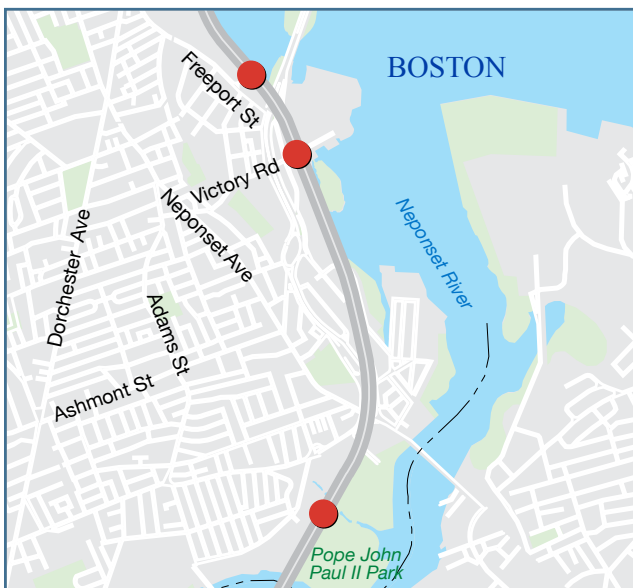 BOSTON
Freeport St
Victory Rd
Neponset Ave
Neponset River
Dorchester Ave
Adams St
Ashmont St
Pope John
Paul II Park